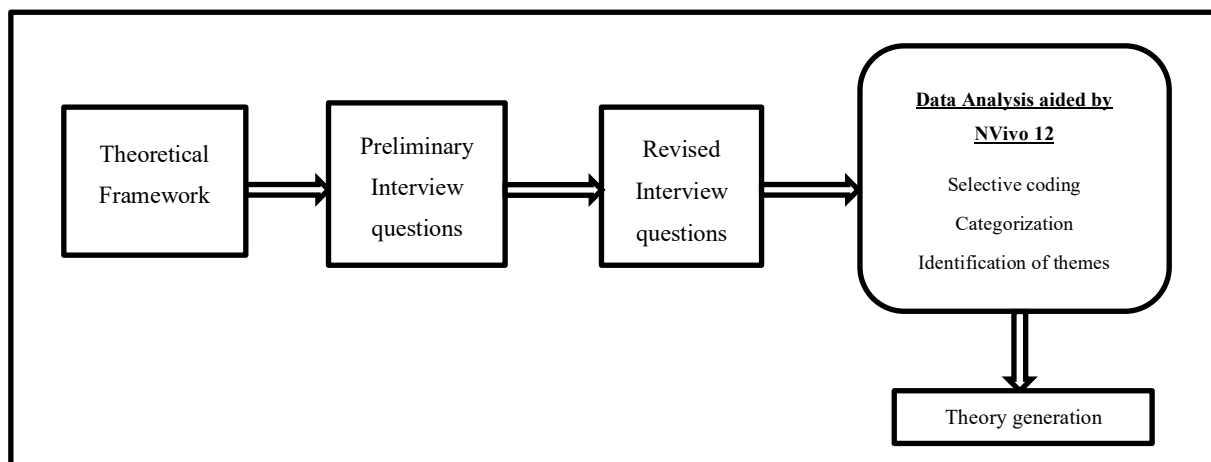 Theoretical
Framework
Preliminary
Interview
questions
Revised
Interview
questions
Data Analysis aided by
NVivo 12
Selective coding
Categorization
Identification of themes
Theory generation